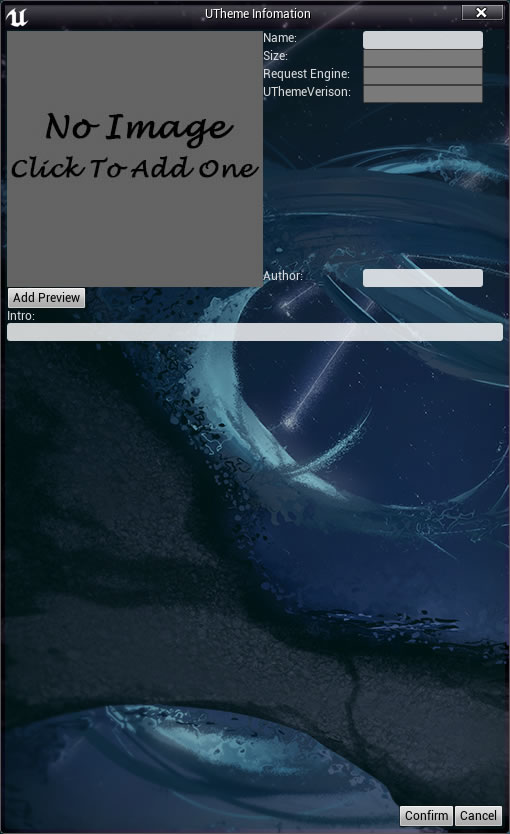 UTheme Infomation
Name:
Size:
Request Engine:
UThemeVerison:
No Image
Click To Add One
Author:
Add Preview
Intro:
Confirm Cancel